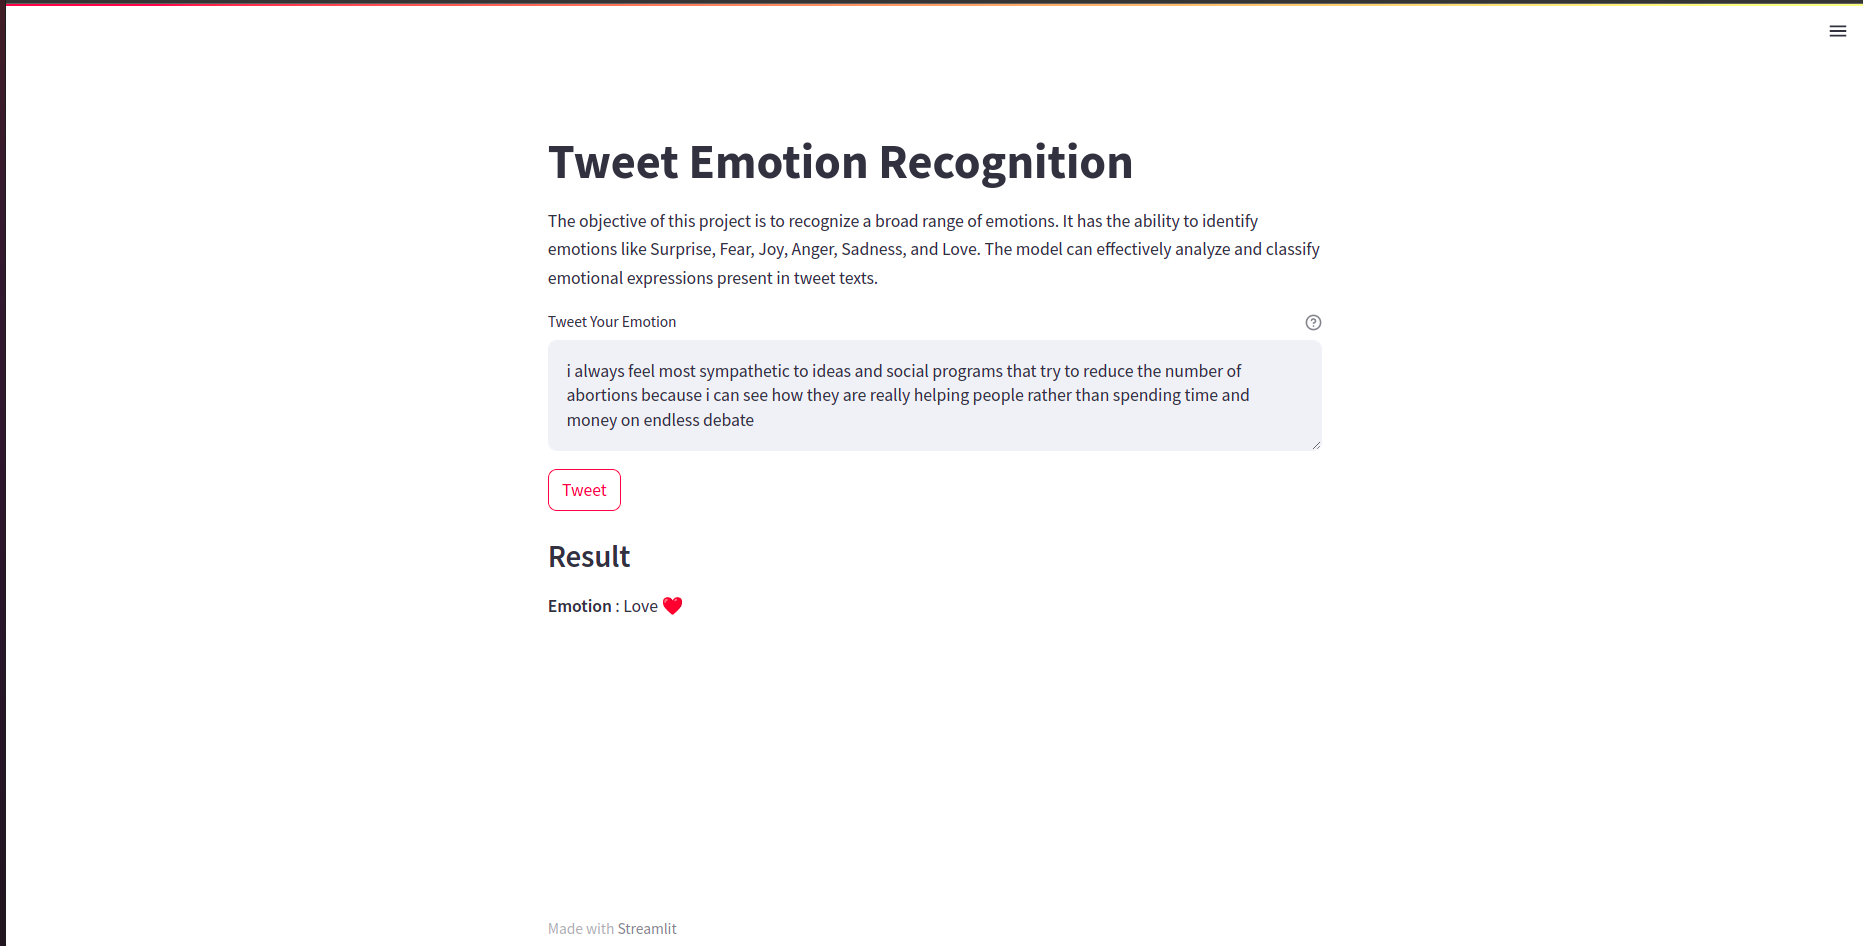 Tweet Emotion Recognition
The objective of this project is to recognize a broad range of emotions. It has the ability to identify
emotions like Surprise, Fear, Joy, Anger, Sadness, and Love. The model can effectively analyze and classify
emotional expressions present in tweet texts.
Tweet Your Emotion
i always feel most sympathetic to ideas and social programs that try to reduce the number of
abortions because i can see how they are really helping people rather than spending time and
money on endless debate
Tweet
Result
Emotion : Love ❤️
Made with Streamlit